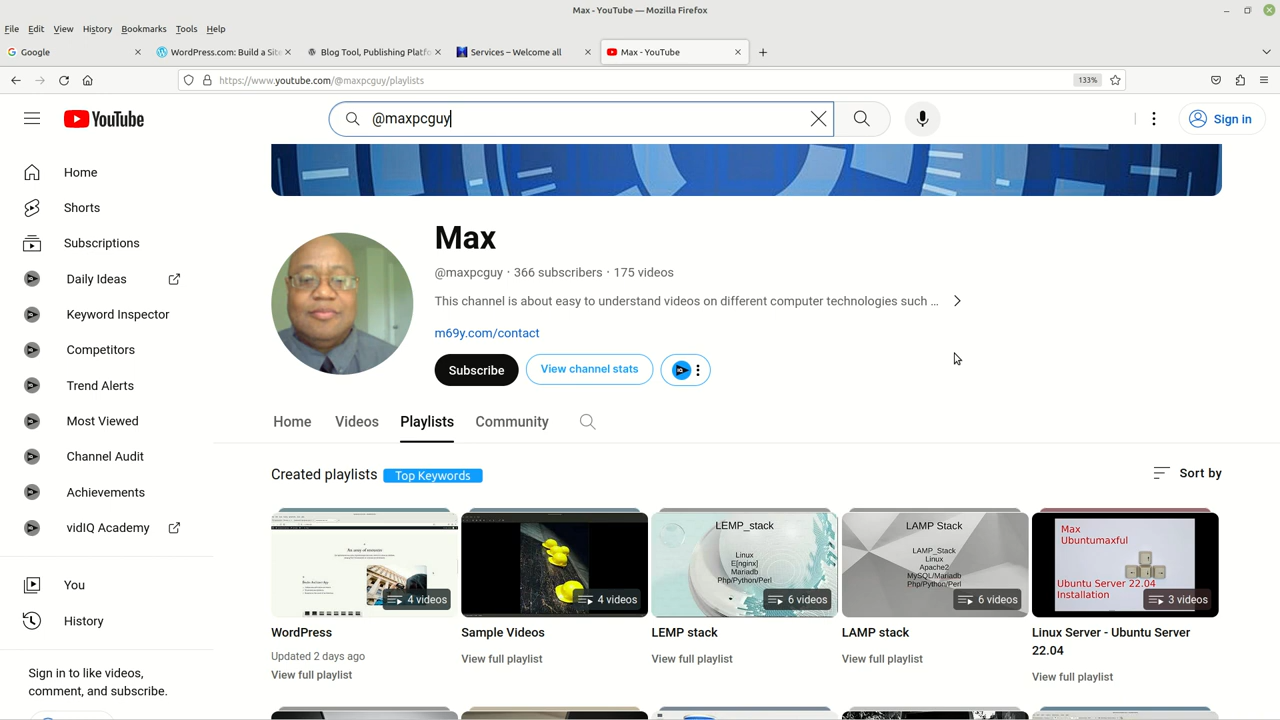 Max - YouTube — Mozilla Firefox
File Edit View History Bookmarks Tools Help
Google
WordPress.com: Build a Site
Blog Tool, Publishing Platfo
Services – Welcome all
Max - YouTube
https://www.youtube.com/@maxpcguy/playlists
133%
YouTube
@maxpcguy
Sign in
Home
Shorts
Subscriptions
Daily Ideas
Keyword Inspector
Competitors
Trend Alerts
Most Viewed
Channel Audit
Achievements
vidIQ Academy
You
History
Sign in to like videos,
comment, and subscribe.
Max
@maxpcguy · 366 subscribers · 175 videos
This channel is about easy to understand videos on different computer technologies such ...
m69y.com/contact
Subscribe
View channel stats
Home Videos Playlists Community
Created playlists
Top Keywords
Sort by
4 videos
WordPress
Updated 2 days ago
View full playlist
4 videos
Sample Videos
View full playlist
LEMP_stack
Linux
E[nginx]
Mariadb
Php/Python/Perl
6 videos
LEMP stack
View full playlist
LAMP Stack
LAMP_Stack
Linux
Apache2
MySQL/Mariadb
Php/Python/Perl
6 videos
LAMP stack
View full playlist
Max
Ubuntumaxful
Ubuntu Server 22.04
Installation
3 videos
Linux Server - Ubuntu Server
22.04
View full playlist